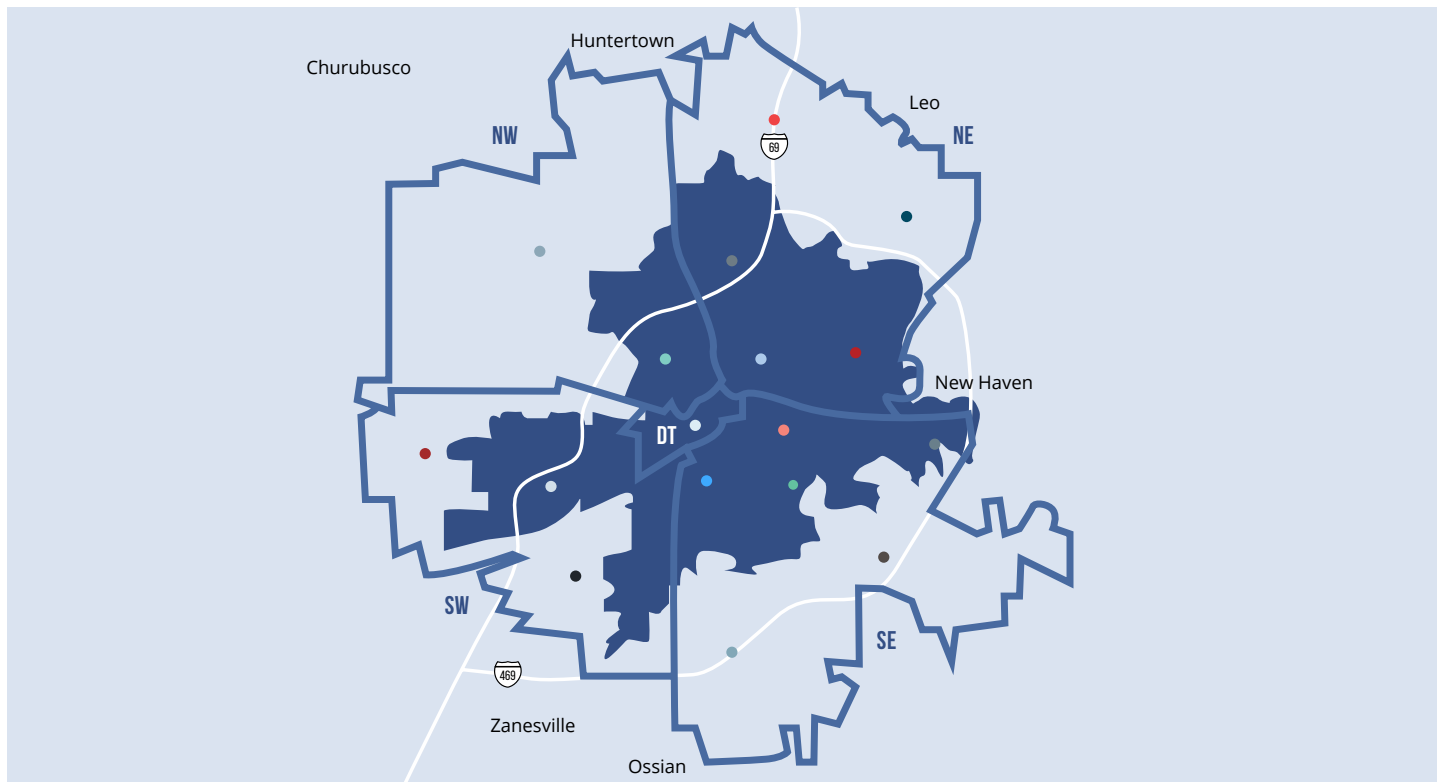 Huntertown
Churubusco
Leo
NW
NE
69
New Haven
DT
SW
SE
469
Zanesville
Ossian